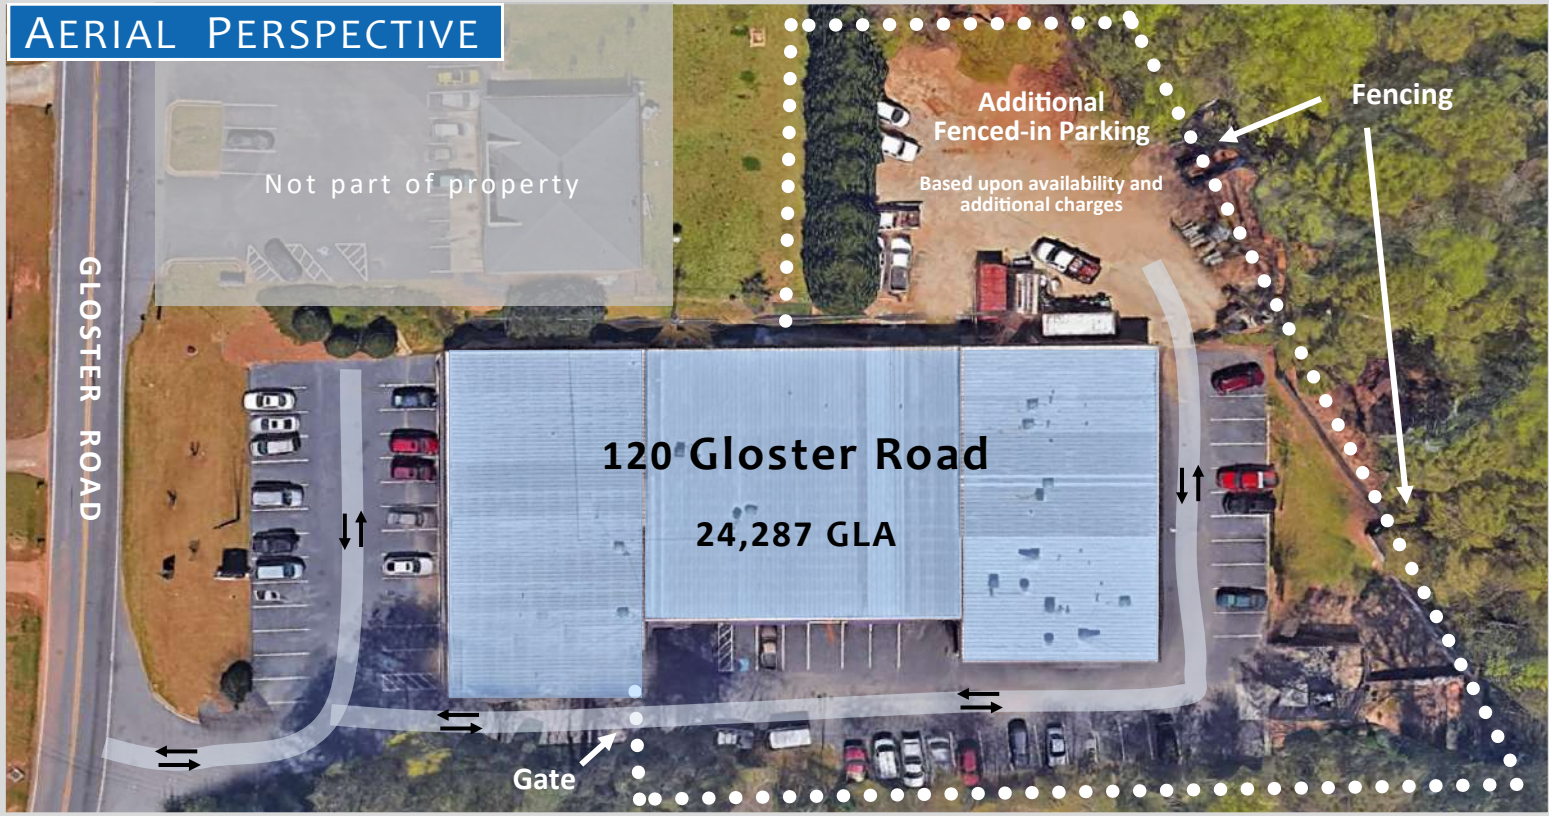 AERIAL PERSPECTIVE
Not part of property
Additional
Fenced-in Parking
Based upon availability and
additional charges
Fencing
GLOSTER ROAD
120 Gloster Road
24,287 GLA
Gate